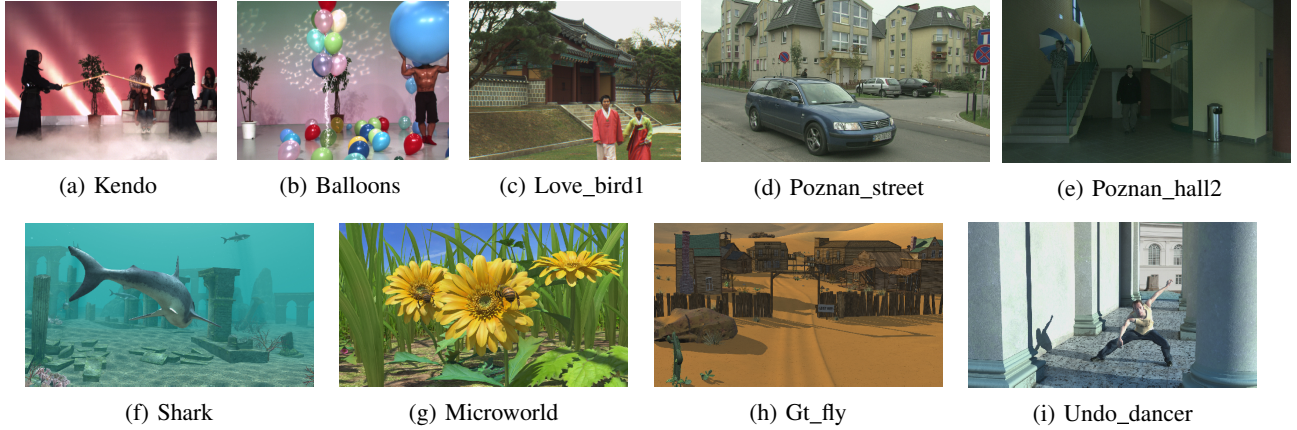 (a) Kendo
(b) Balloons
(c) Love_bird1
(d) Poznan_street
(e) Poznan_hall2
(f) Shark
(g) Microworld
(h) Gt_fly
(i) Undo_dancer